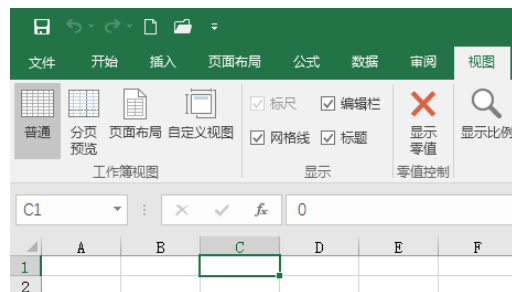 文件 开始 插入 页面布局 公式 数据 审阅 视图
普通 分页预览 页面布局 自定义视图 标尺 编辑栏 网格线 标题 显示零值 显示比例
工作簿视图 显示 零值控制
C1 fx 0
A B C D E F
1
2